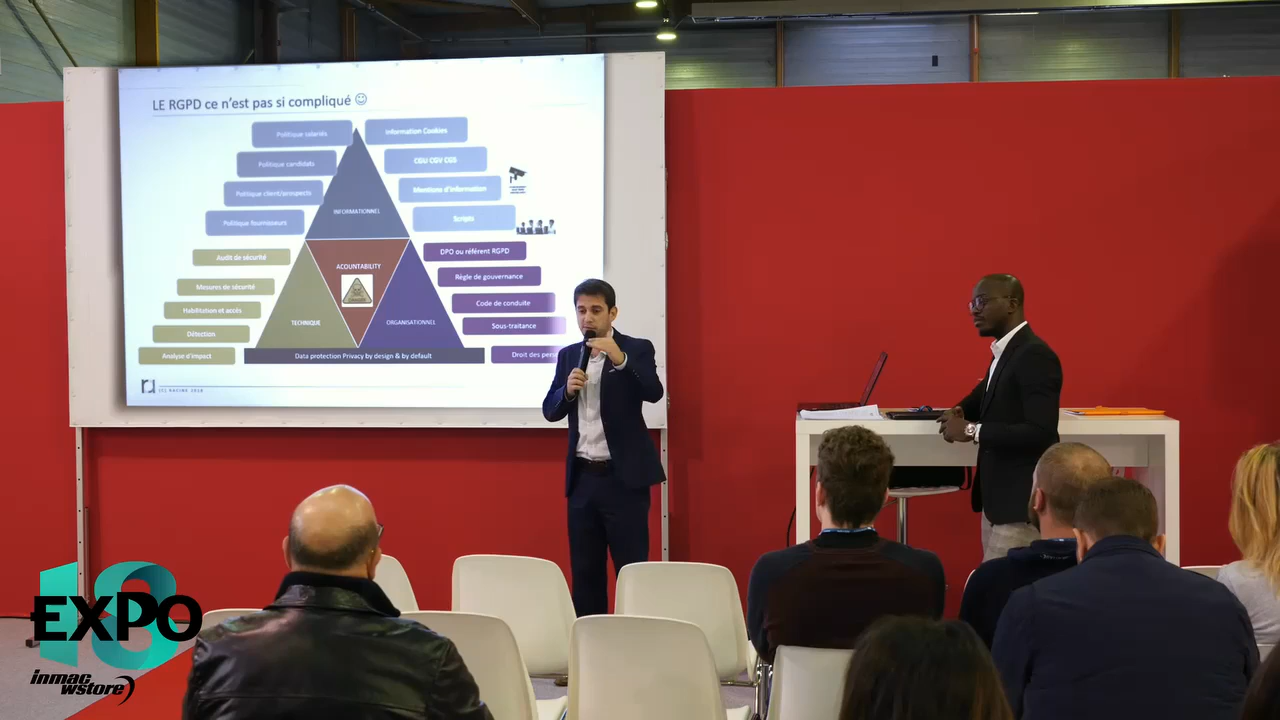 LE RGPD ce n'est pas si compliqué ☺
Politique salariés
Information Cookies
Politique candidats
CGU CGV CGS
Politique client/prospects
Mentions d'information
Politique fournisseurs
Scripts
INFORMATIONNEL
Audit de sécurité
DPO ou référent RGPD
ACOUNTABILITY
Mesures de sécurité
Règle de gouvernance
Habilitation et accès
Code de conduite
TECHNIQUE
ORGANISATIONNEL
Sous-traitance
Détection
Analyse d'impact
Data protection Privacy by design & by default
Droit des pers
(C) RACINE 2018
18
EXPO
inmac
wstore